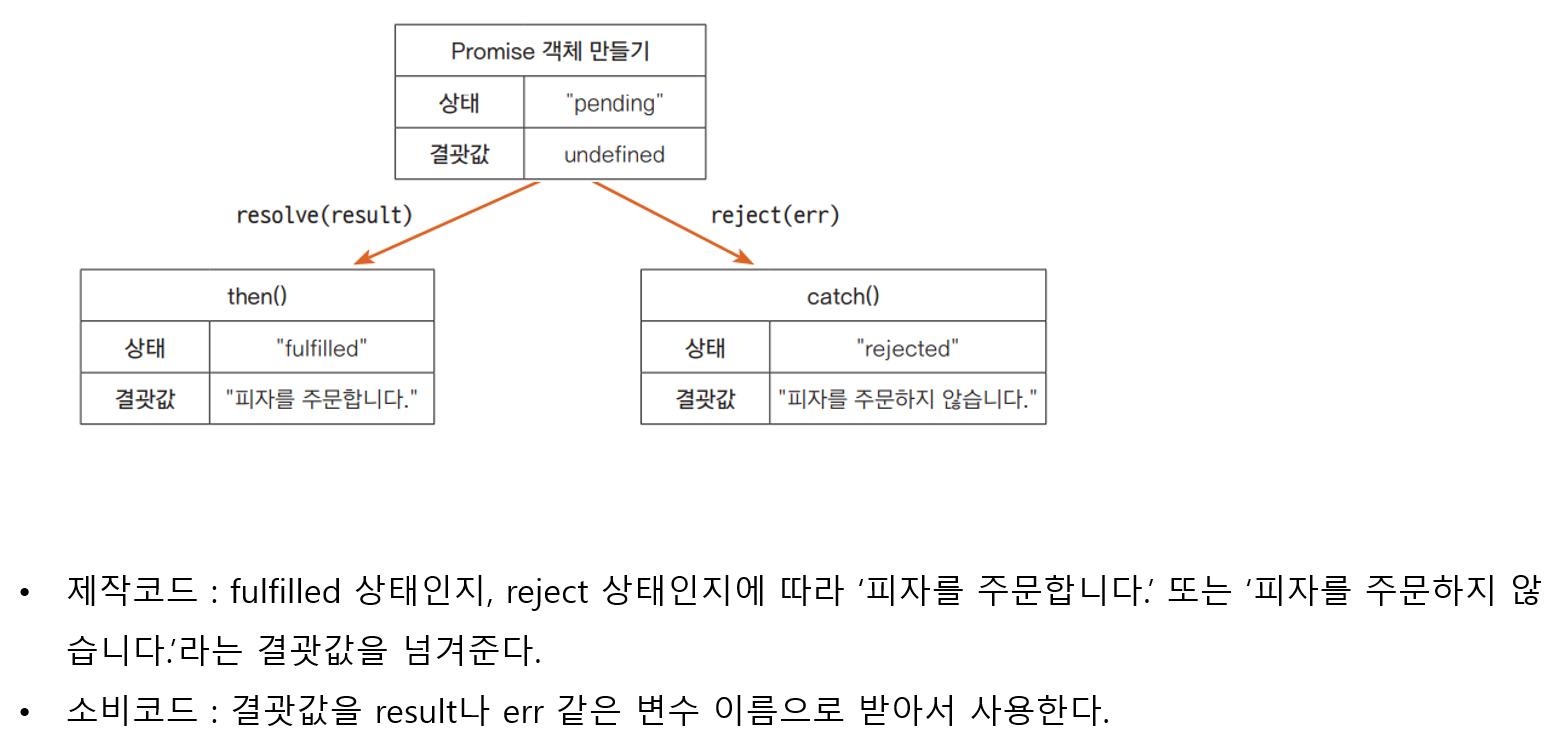 Promise 객체 만들기
상태 "pending"
결괏값 undefined
resolve(result) reject(err)
then() catch()
상태 "fulfilled" 상태 "rejected"
결괏값 "피자를 주문합니다." 결괏값 "피자를 주문하지 않습니다."
• 제작코드 : fulfilled 상태인지, reject 상태인지에 따라 ‘피자를 주문합니다.’ 또는 ‘피자를 주문하지 않
습니다.’라는 결괏값을 넘겨준다.
• 소비코드 : 결괏값을 result나 err 같은 변수 이름으로 받아서 사용한다.